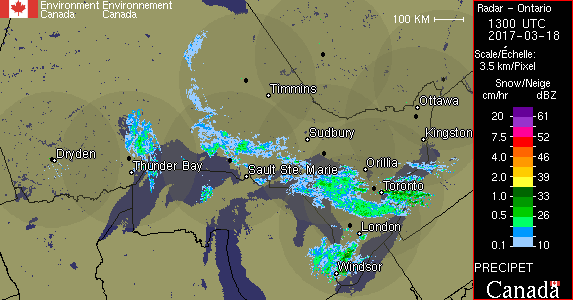 Environment Environnement
Canada Canada
100 KM
Timmins
Ottawa
Sudbury
Kingston
Dryden
Thunder Bay
Sault Ste. Marie
Orillia
Toronto
London
Windsor
Radar - Ontario
1300 UTC
2017-03-18
Scale/Échelle:
3.5 km/Pixel
Snow/Neige
cm/hr dBZ
20 61
7.5 57
5.0 52
4.0 46
2.0 39
1.0 33
0.5 26
0.1 10
PRECIPET
Canada